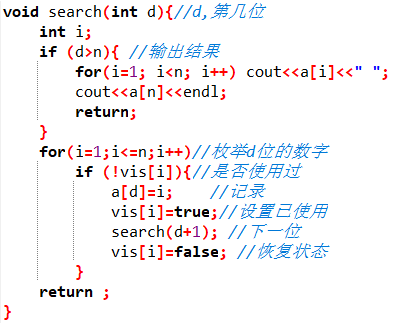 void search(int d){//d,第几位
    int i;
    if (d>n){ //输出结果
        for(i=1; i<n; i++) cout<<a[i]<<" ";
        cout<<a[n]<<endl;
        return;
    }
    for(i=1;i<=n;i++)//枚举d位的数字
        if (!vis[i]){//是否使用过
            a[d]=i;    //记录
            vis[i]=true;//设置已使用
            search(d+1); //下一位
            vis[i]=false; //恢复状态
        }
    return ;
}